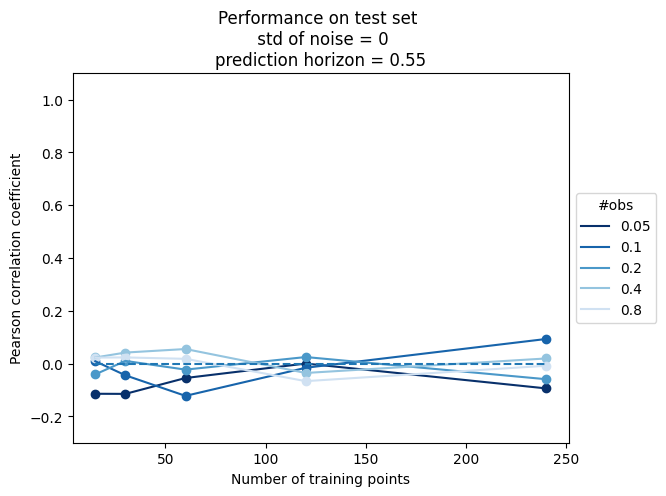 Performance on test set
std of noise = 0
prediction horizon = 0.55
Pearson correlation coefficient
1.0
0.8
0.6
0.4
0.2
0.0
−0.2
50
100
150
200
250
Number of training points
#obs
0.05
0.1
0.2
0.4
0.8